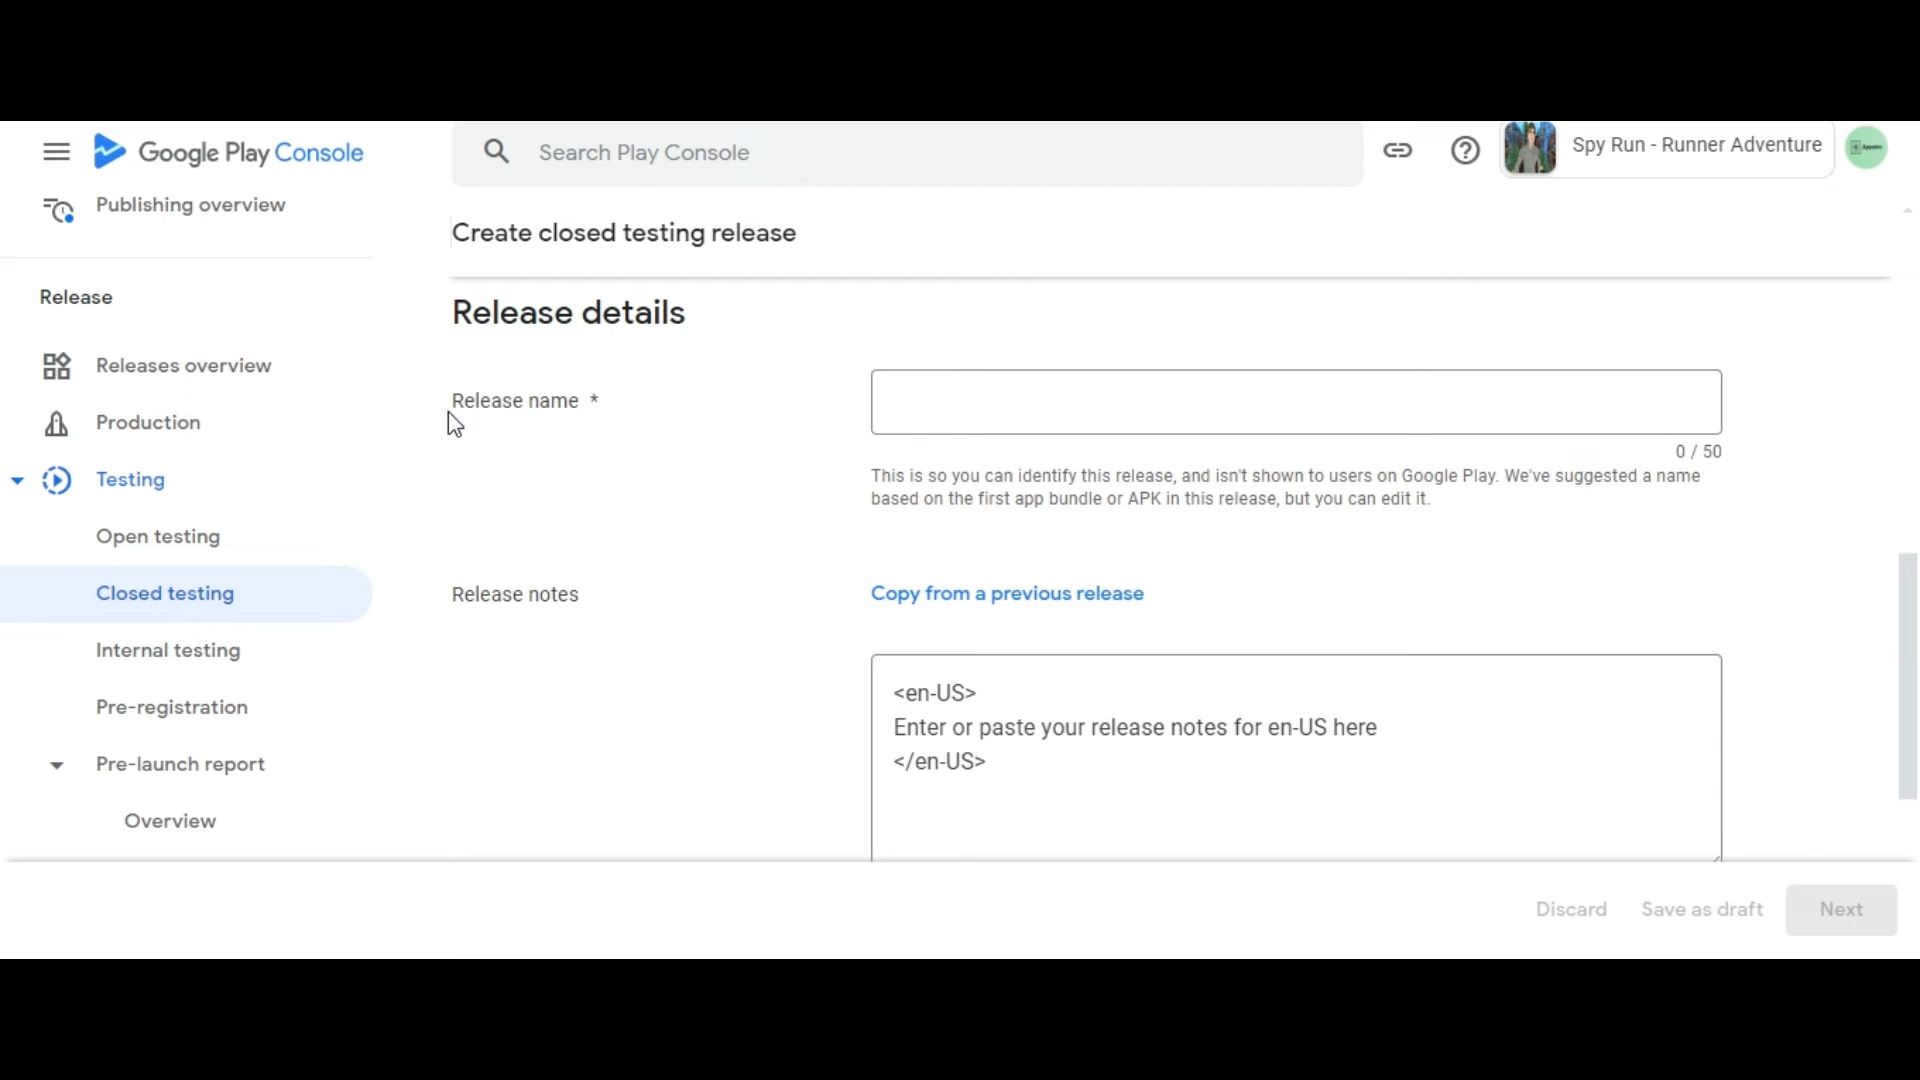 Google Play Console
Search Play Console
Spy Run - Runner Adventure
Publishing overview
Create closed testing release
Release
Releases overview
Production
Testing
Open testing
Closed testing
Internal testing
Pre-registration
Pre-launch report
Overview
Release details
Release name *
0 / 50
This is so you can identify this release, and isn't shown to users on Google Play. We've suggested a name
based on the first app bundle or APK in this release, but you can edit it.
Release notes
Copy from a previous release
<en-US>
Enter or paste your release notes for en-US here
</en-US>
Discard
Save as draft
Next